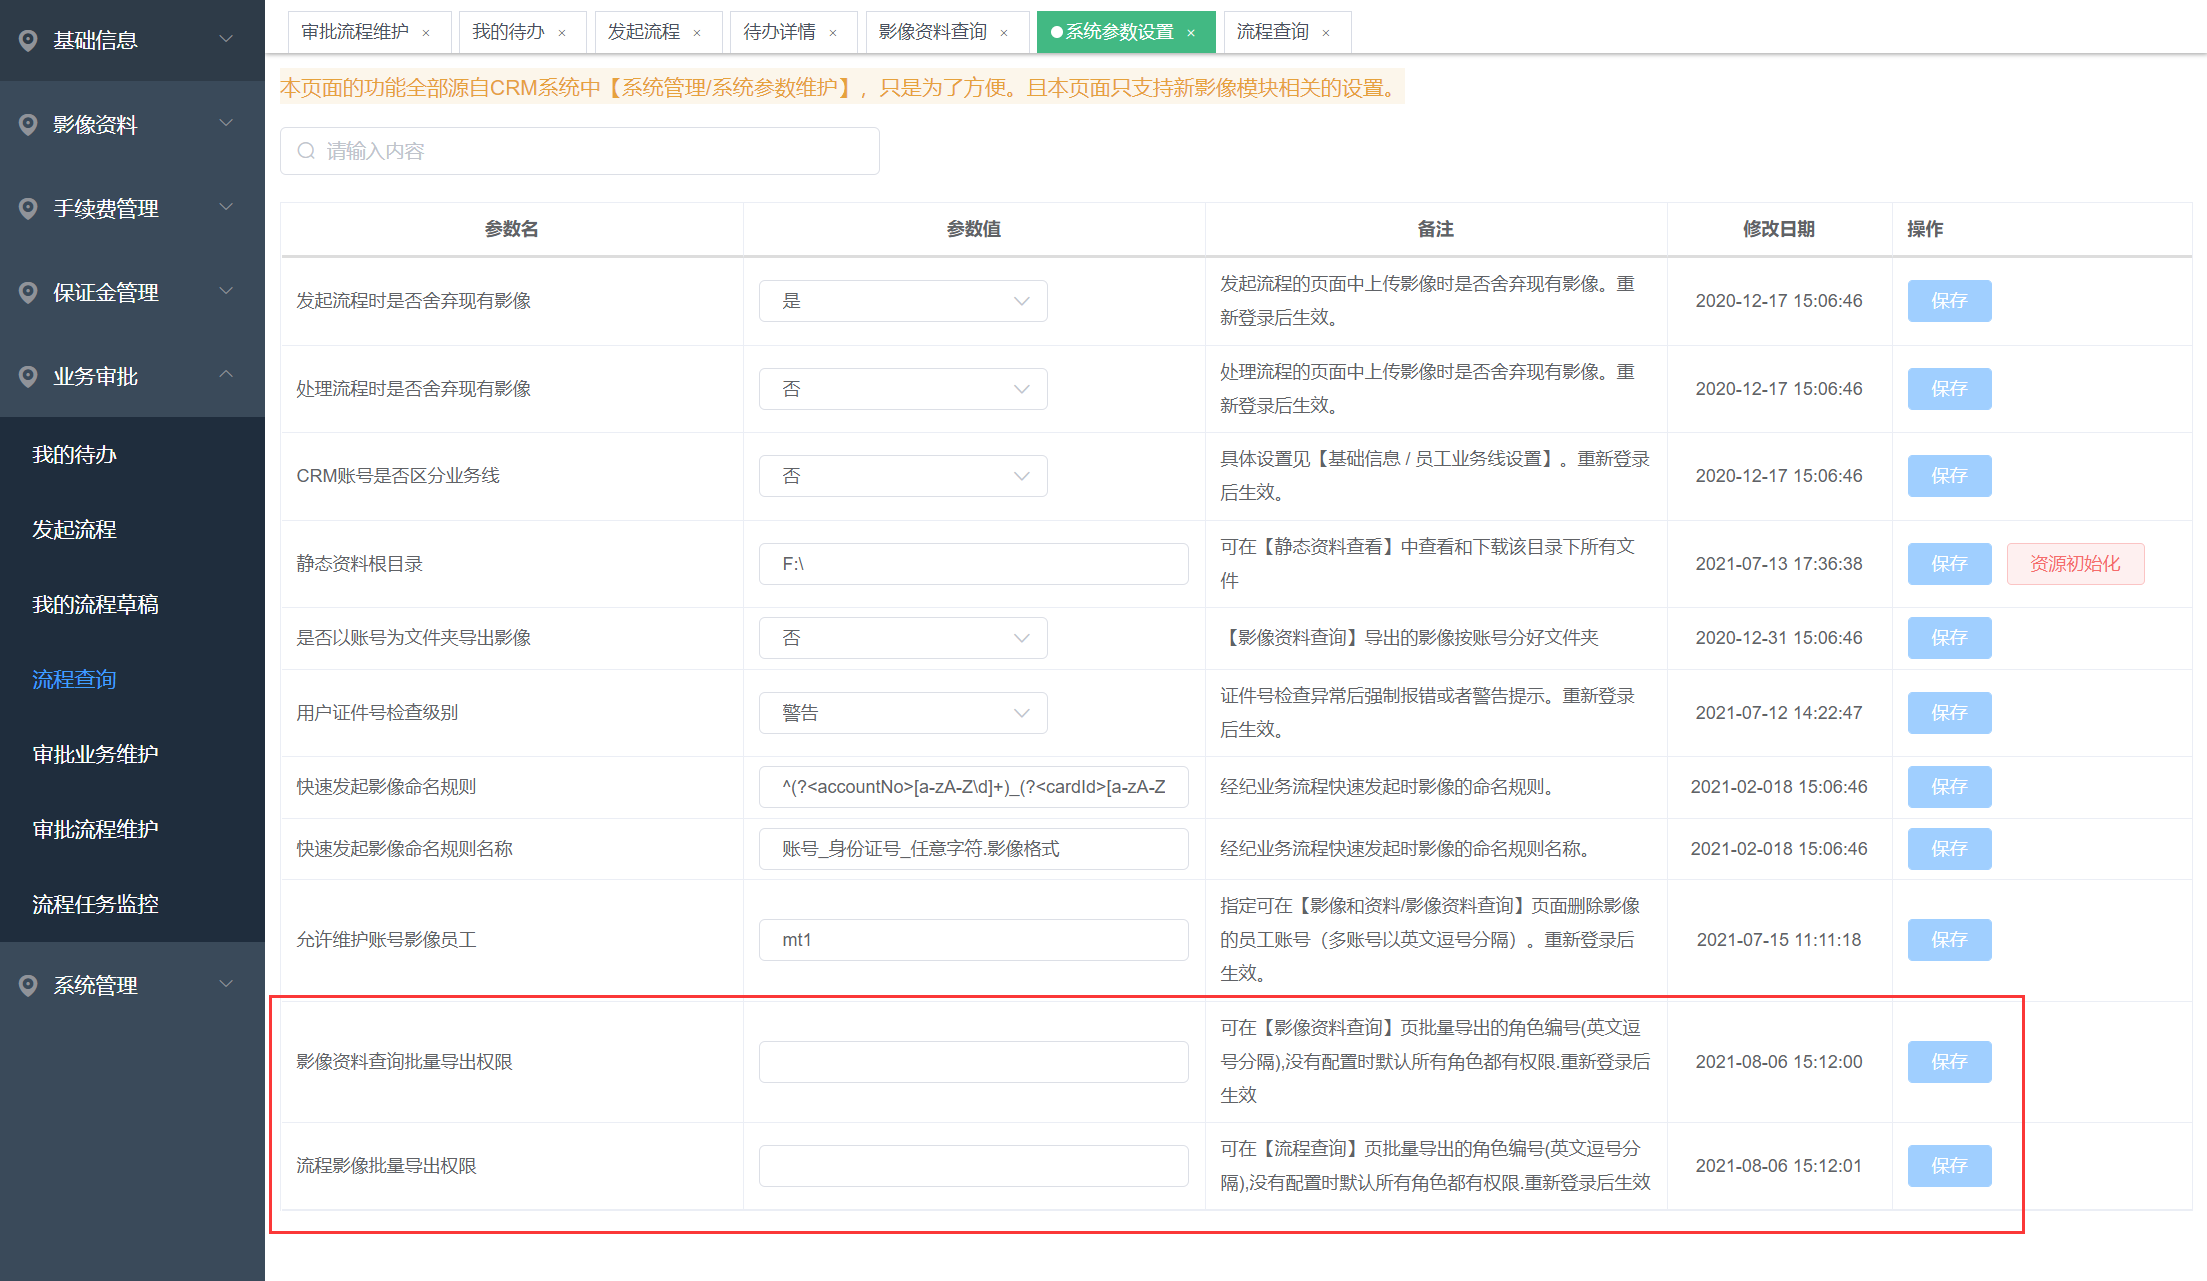 基础信息
影像资料
手续费管理
保证金管理
业务审批
我的待办
发起流程
我的流程草稿
流程查询
审批业务维护
审批流程维护
流程任务监控
系统管理
审批流程维护 × 我的待办 × 发起流程 × 待办详情 × 影像资料查询 × 系统参数设置 × 流程查询 ×
本页面的功能全部源自CRM系统中【系统管理/系统参数维护】，只是为了方便。且本页面只支持新影像模块相关的设置。
请输入内容
参数名 参数值 备注 修改日期 操作
发起流程时是否舍弃现有影像 是 发起流程的页面中上传影像时是否舍弃现有影像。重
新登录后生效。 2020-12-17 15:06:46 保存
处理流程时是否舍弃现有影像 否 处理流程的页面中上传影像时是否舍弃现有影像。重
新登录后生效。 2020-12-17 15:06:46 保存
CRM账号是否区分业务线 否 具体设置见【基础信息 / 员工业务线设置】。重新登录
后生效。 2020-12-17 15:06:46 保存
静态资料根目录 F:\ 可在【静态资料查看】中查看和下载该目录下所有文
件 2021-07-13 17:36:38 保存 资源初始化
是否以账号为文件夹导出影像 否 【影像资料查询】导出的影像按账号分好文件夹 2020-12-31 15:06:46 保存
用户证件号检查级别 警告 证件号检查异常后强制报错或者警告提示。重新登录
后生效。 2021-07-12 14:22:47 保存
快速发起影像命名规则 ^(?<accountNo>[a-zA-Z\d]+)_(?<cardId>[a-zA-Z 经纪业务流程快速发起时影像的命名规则。 2021-02-018 15:06:46 保存
快速发起影像命名规则名称 账号_身份证号_任意字符.影像格式 经纪业务流程快速发起时影像的命名规则名称。 2021-02-018 15:06:46 保存
允许维护账号影像员工 mt1 指定可在【影像和资料/影像资料查询】页面删除影像
的员工账号（多账号以英文逗号分隔）。重新登录后
生效。 2021-07-15 11:11:18 保存
影像资料查询批量导出权限 可在【影像资料查询】页批量导出的角色编号(英文逗
号分隔),没有配置时默认所有角色都有权限.重新登录后
生效 2021-08-06 15:12:00 保存
流程影像批量导出权限 可在【流程查询】页批量导出的角色编号(英文逗号分
隔),没有配置时默认所有角色都有权限.重新登录后生效 2021-08-06 15:12:01 保存